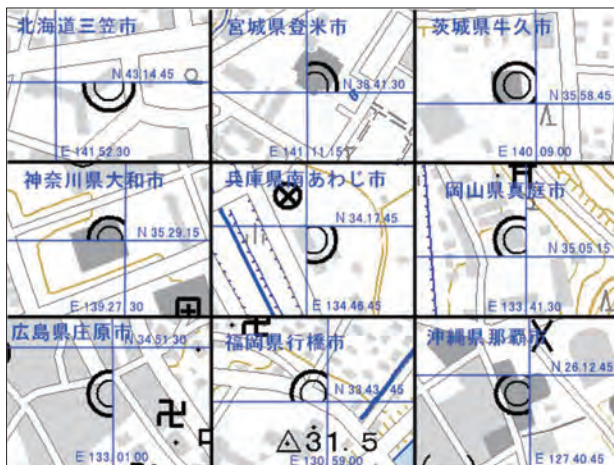 北海道三笠市
N 43.14.45
E 141.52.30
宮城県登米市
N 38.41.30
E 141.11.15
茨城県牛久市
N 35.58.45
E 140.09.00
神奈川県大和市
N 35.29.15
E 139.27.30
兵庫県南あわじ市
N 34.17.45
E 134.46.45
岡山県真庭市
N 35.05.15
E 133.41.30
広島県庄原市
N 34.51.30
E 133.01.00
福岡県行橋市
N 33.43.45
△31.5
E 130.59.00
沖縄県那覇市
N 26.12.45
E 127.40.45